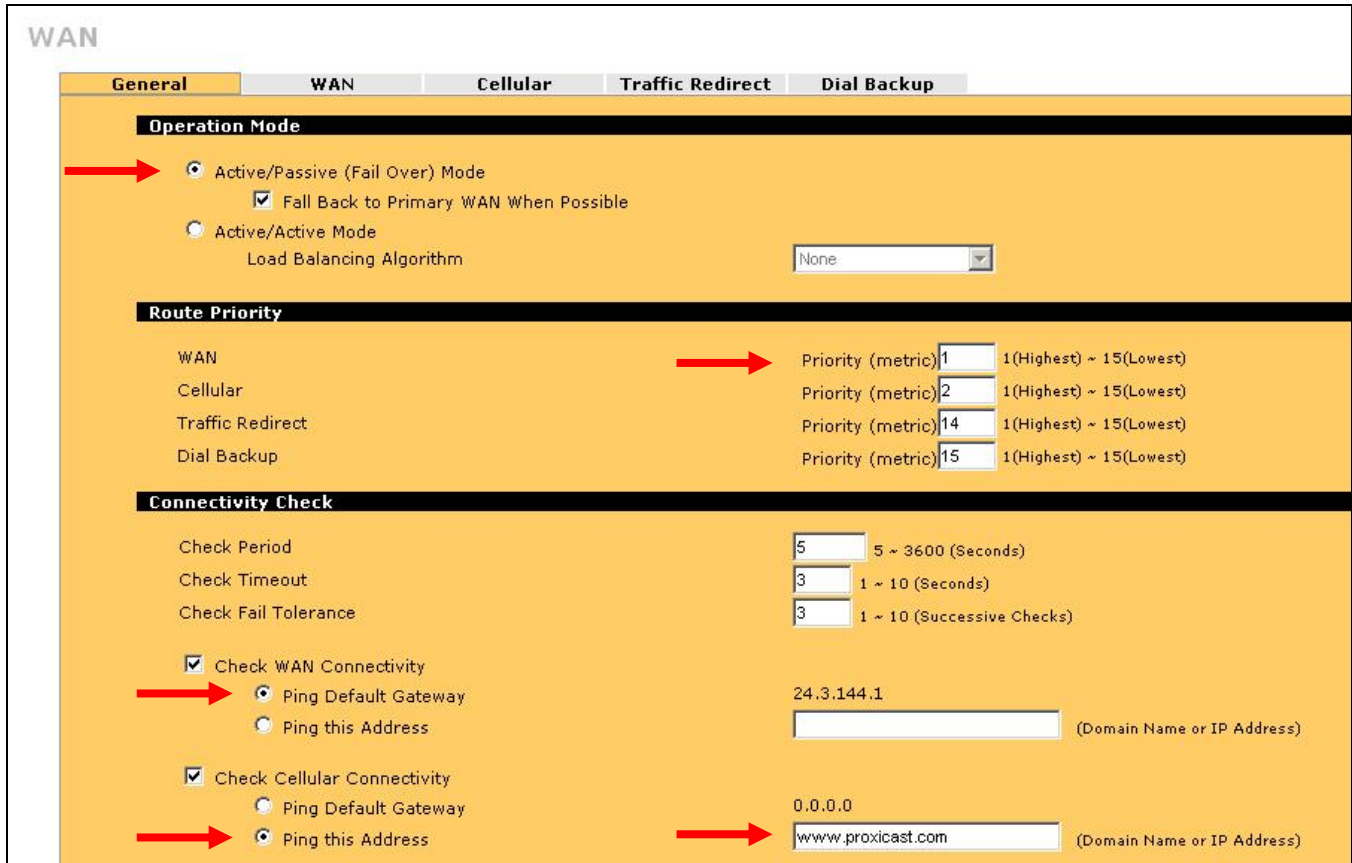 WAN
General WAN Cellular Traffic Redirect Dial Backup
Operation Mode
Active/Passive (Fail Over) Mode
Fall Back to Primary WAN When Possible
Active/Active Mode
Load Balancing Algorithm None
Route Priority
WAN Priority (metric) 1 1(Highest) ~ 15(Lowest)
Cellular Priority (metric) 2 1(Highest) ~ 15(Lowest)
Traffic Redirect Priority (metric) 14 1(Highest) ~ 15(Lowest)
Dial Backup Priority (metric) 15 1(Highest) ~ 15(Lowest)
Connectivity Check
Check Period 5 5 ~ 3600 (Seconds)
Check Timeout 3 1 ~ 10 (Seconds)
Check Fail Tolerance 3 1 ~ 10 (Successive Checks)
Check WAN Connectivity
Ping Default Gateway 24.3.144.1
Ping this Address (Domain Name or IP Address)
Check Cellular Connectivity
Ping Default Gateway 0.0.0.0
Ping this Address www.proxicast.com (Domain Name or IP Address)